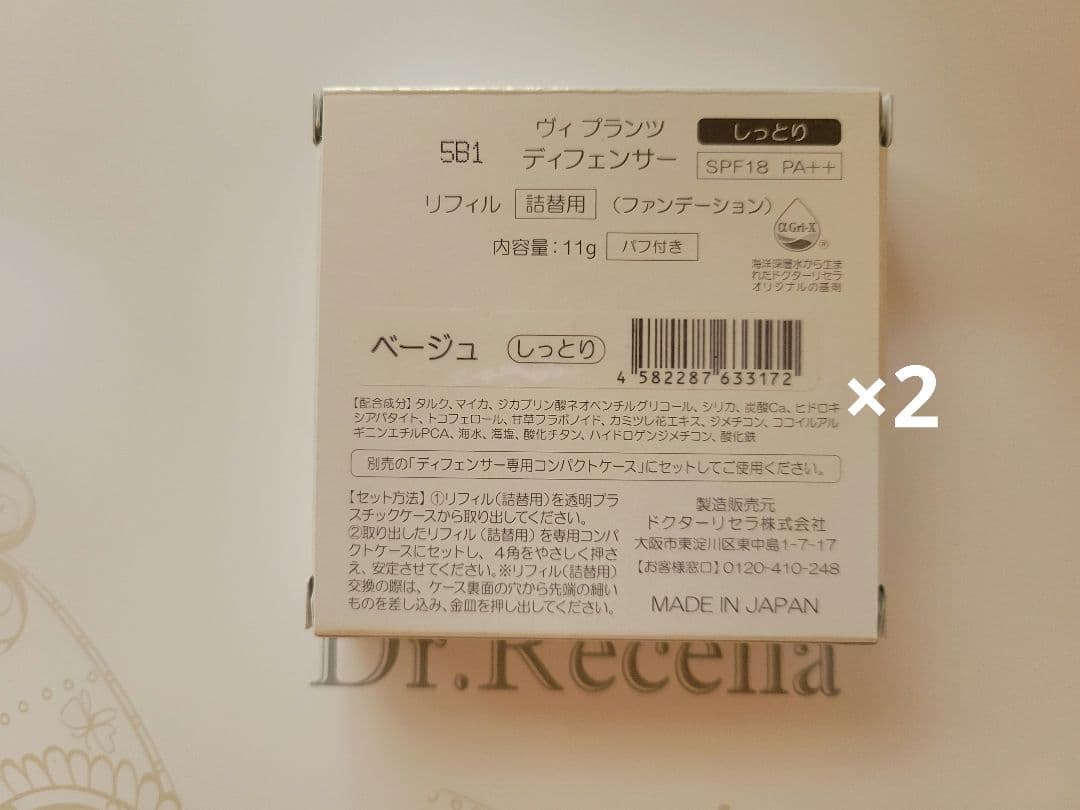 5B1
ヴィ プランツ
ディフェンサー
しっとり
SPF18 PA++
リフィル 詰替用 (ファンデーション)
内容量:11g パフ付き
αGri-X
®
海洋深層水から生ま
れたドクターリセラ
オリジナルの基剤
ベージュ しっとり
4 582287 633172
×2
【配合成分】タルク、マイカ、ジカプリン酸ネオペンチルグリコール、シリカ、炭酸Ca、ヒドロキ
シアパタイト、トコフェロール、甘草フラボノイド、カミツレ花エキス、ジメチコン、ココイルアル
ギニンエチルPCA、海水、海塩、酸化チタン、ハイドロゲンジメチコン、酸化鉄
別売の「ディフェンサー専用コンパクトケース」にセットしてご使用ください。
【セット方法】①リフィル(詰替用)を透明プラ
スチックケースから取り出してください。
②取り出したリフィル(詰替用)を専用コンパ
クトケースにセットし、4角をやさしく押さ
え、安定させてください。※リフィル(詰替用)
交換の際は、ケース裏面の穴から先端の細い
ものを差し込み、金皿を押し出してください。
製造販売元
ドクターリセラ株式会社
大阪市東淀川区東中島1-7-17
【お客様窓口】0120-410-248
MADE IN JAPAN
Dr.Recella